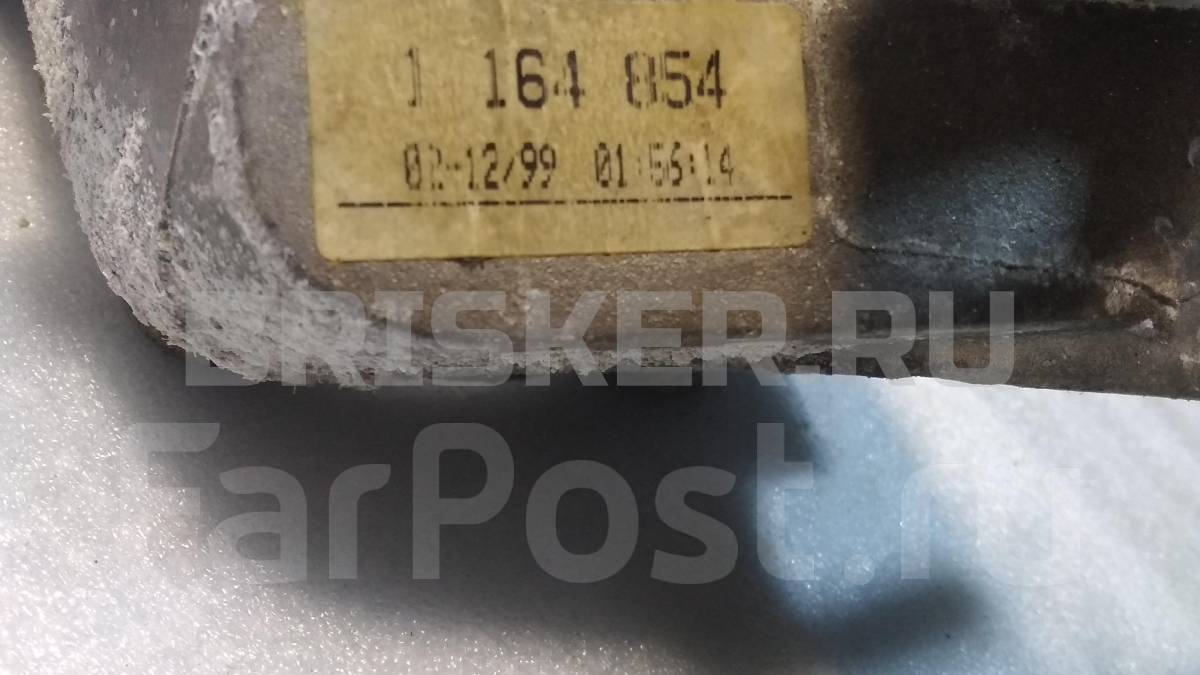 1 164 854
02-12/99 01:56:14
BRISKER.RU
FarPost.ru